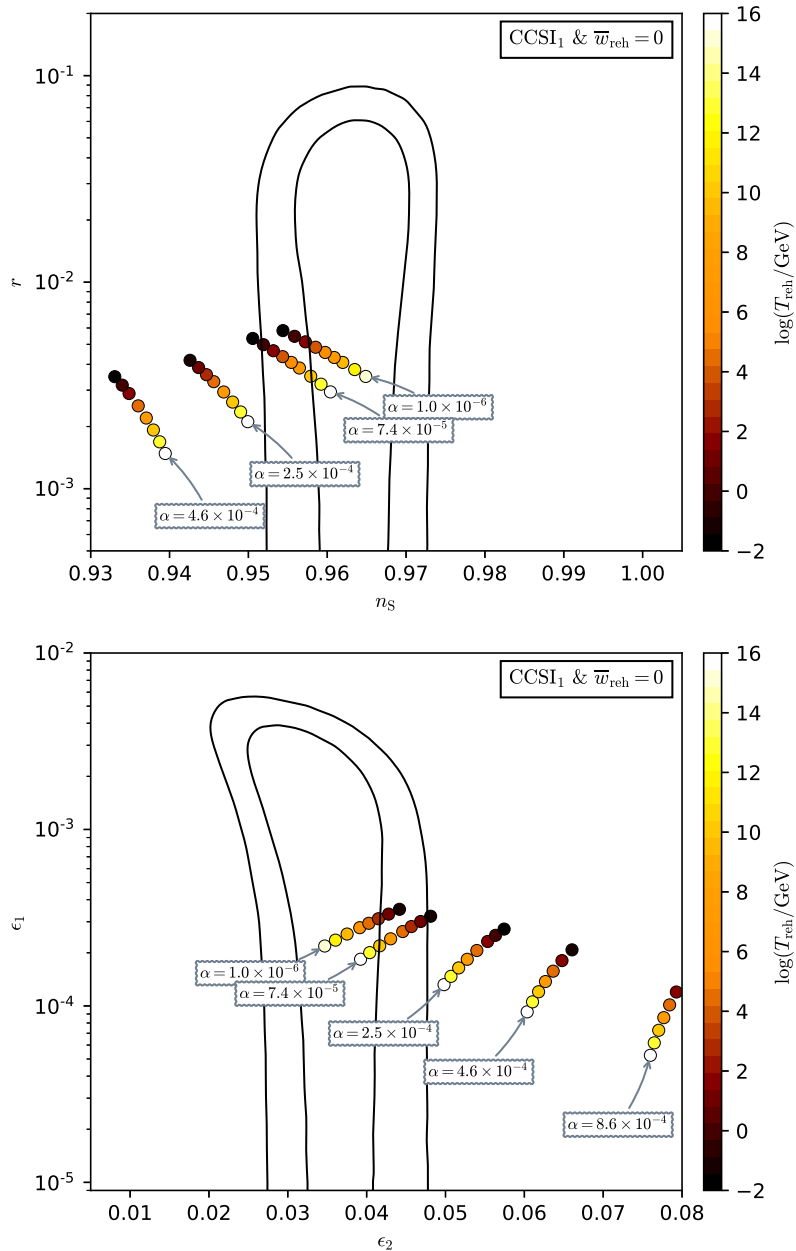 CCSI₁ & w̅_reh = 0
10⁻¹
10⁻²
10⁻³
r
0.93 0.94 0.95 0.96 0.97 0.98 0.99 1.00
n_S
α = 1.0 × 10⁻⁶
α = 7.4 × 10⁻⁵
α = 2.5 × 10⁻⁴
α = 4.6 × 10⁻⁴
16
14
12
10
8
6
4
2
0
−2
log(T_reh/GeV)
CCSI₁ & w̅_reh = 0
10⁻²
10⁻³
10⁻⁴
10⁻⁵
ϵ₁
0.01 0.02 0.03 0.04 0.05 0.06 0.07 0.08
ϵ₂
α = 1.0 × 10⁻⁶
α = 7.4 × 10⁻⁵
α = 2.5 × 10⁻⁴
α = 4.6 × 10⁻⁴
α = 8.6 × 10⁻⁴
16
14
12
10
8
6
4
2
0
−2
log(T_reh/GeV)